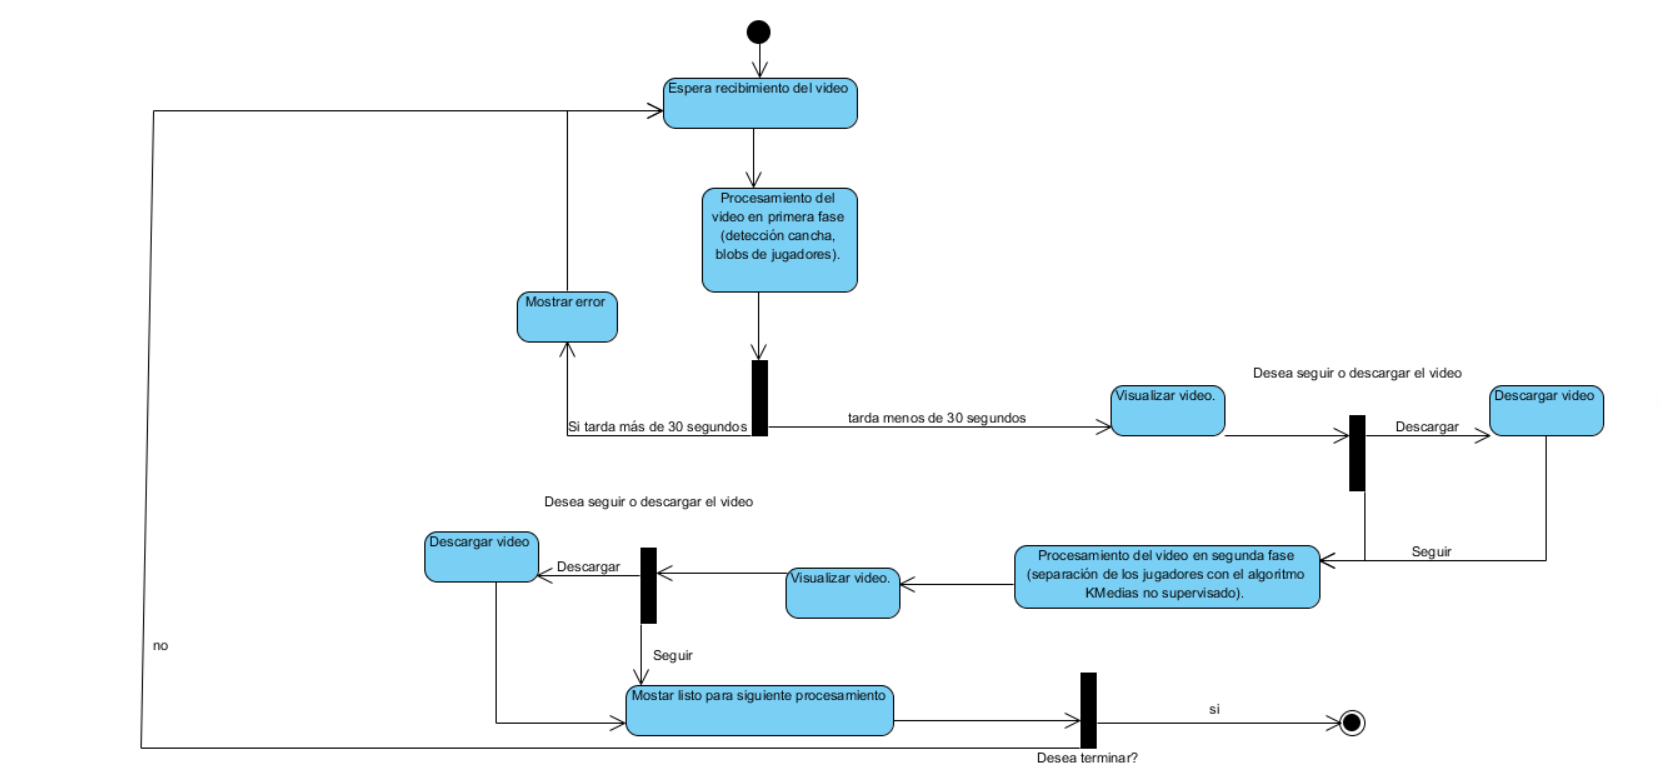 Espera recibimiento del video
Procesamiento del
video en primera fase
(detección cancha,
blobs de jugadores).
Mostrar error
Si tarda más de 30 segundos
tarda menos de 30 segundos
Visualizar video.
Desea seguir o descargar el video
Descargar
Descargar video
Seguir
Procesamiento del video en segunda fase
(separación de los jugadores con el algoritmo
KMedias no supervisado).
Visualizar video.
Desea seguir o descargar el video
Descargar
Descargar video
Seguir
Mostar listo para siguiente procesamiento
Desea terminar?
si
no